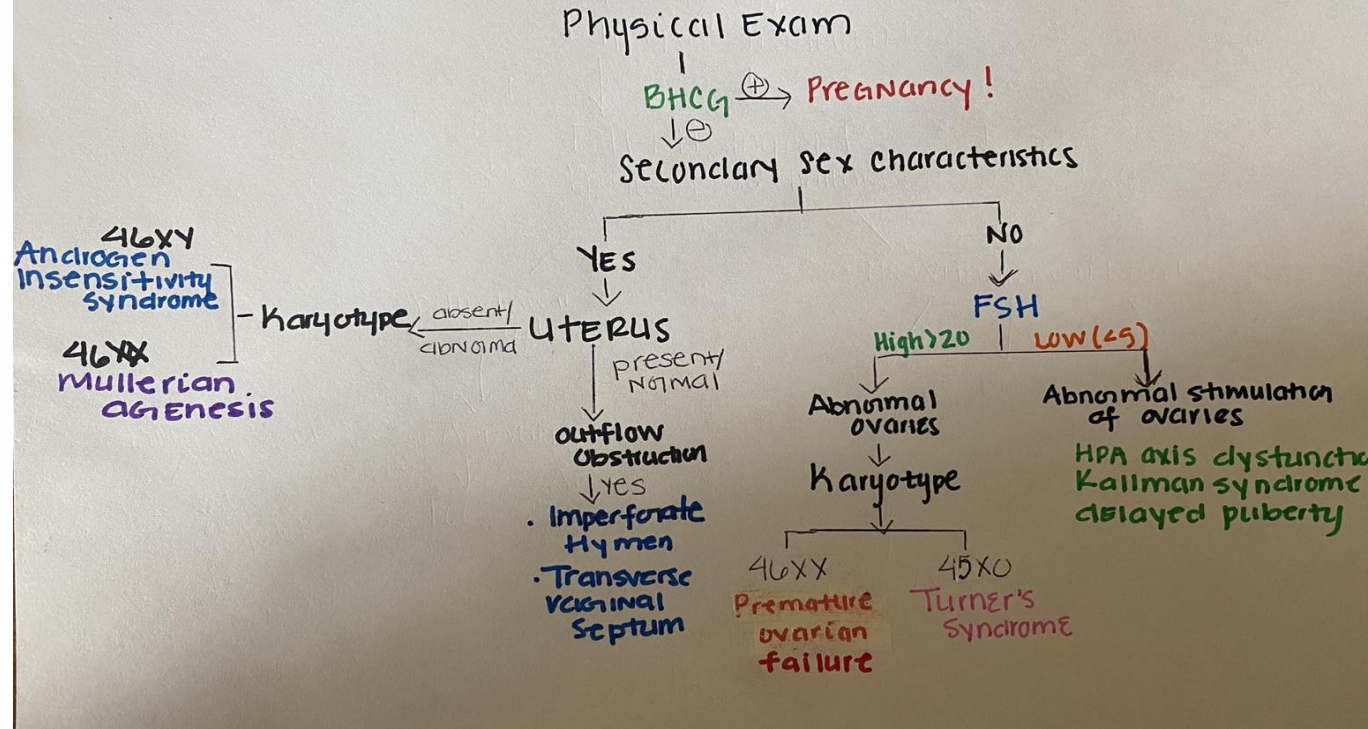 Physical Exam
BHCG ⊕ → Pregnancy!
↓ ⊖
Secondary sex characteristics
YES
NO
46XY
Androgen
Insensitivity
Syndrome
Karyotype
absent/
abnorma
UTERUS
46XX
Mullerian
agenesis
present/
Normal
outflow
Obstruction
↓ yes
• Imperforate
Hymen
• Transverse
vaginal
septum
FSH
High >20
LOW (<5)
Abnormal
ovaries
Karyotype
46XX
Premature
ovarian
failure
45XO
Turner's
Syndrome
Abnormal stimulation
of ovaries
HPA axis dysfunctio
Kallman syndrome
delayed puberty